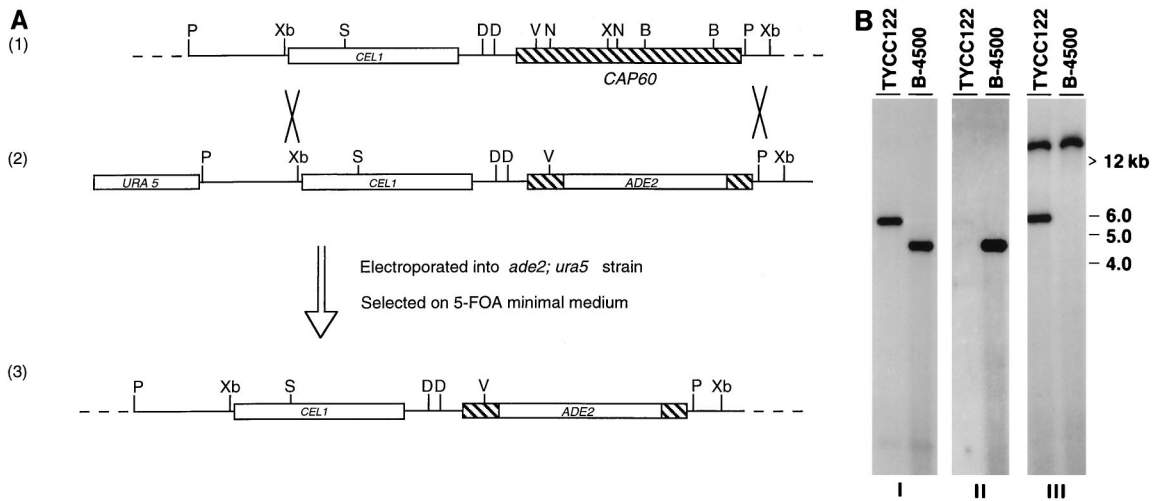 A
(1)
P Xb S D D V N X N B B P Xb
CEL1
CAP60
(2)
P Xb S D D V P Xb
URA 5 CEL1 ADE2
Electroporated into ade2; ura5 strain
Selected on 5-FOA minimal medium
(3)
P Xb S D D V P Xb
CEL1 ADE2
B
TYCC122 B-4500 TYCC122 B-4500 TYCC122 B-4500
> 12 kb
– 6.0
– 5.0
– 4.0
I II III